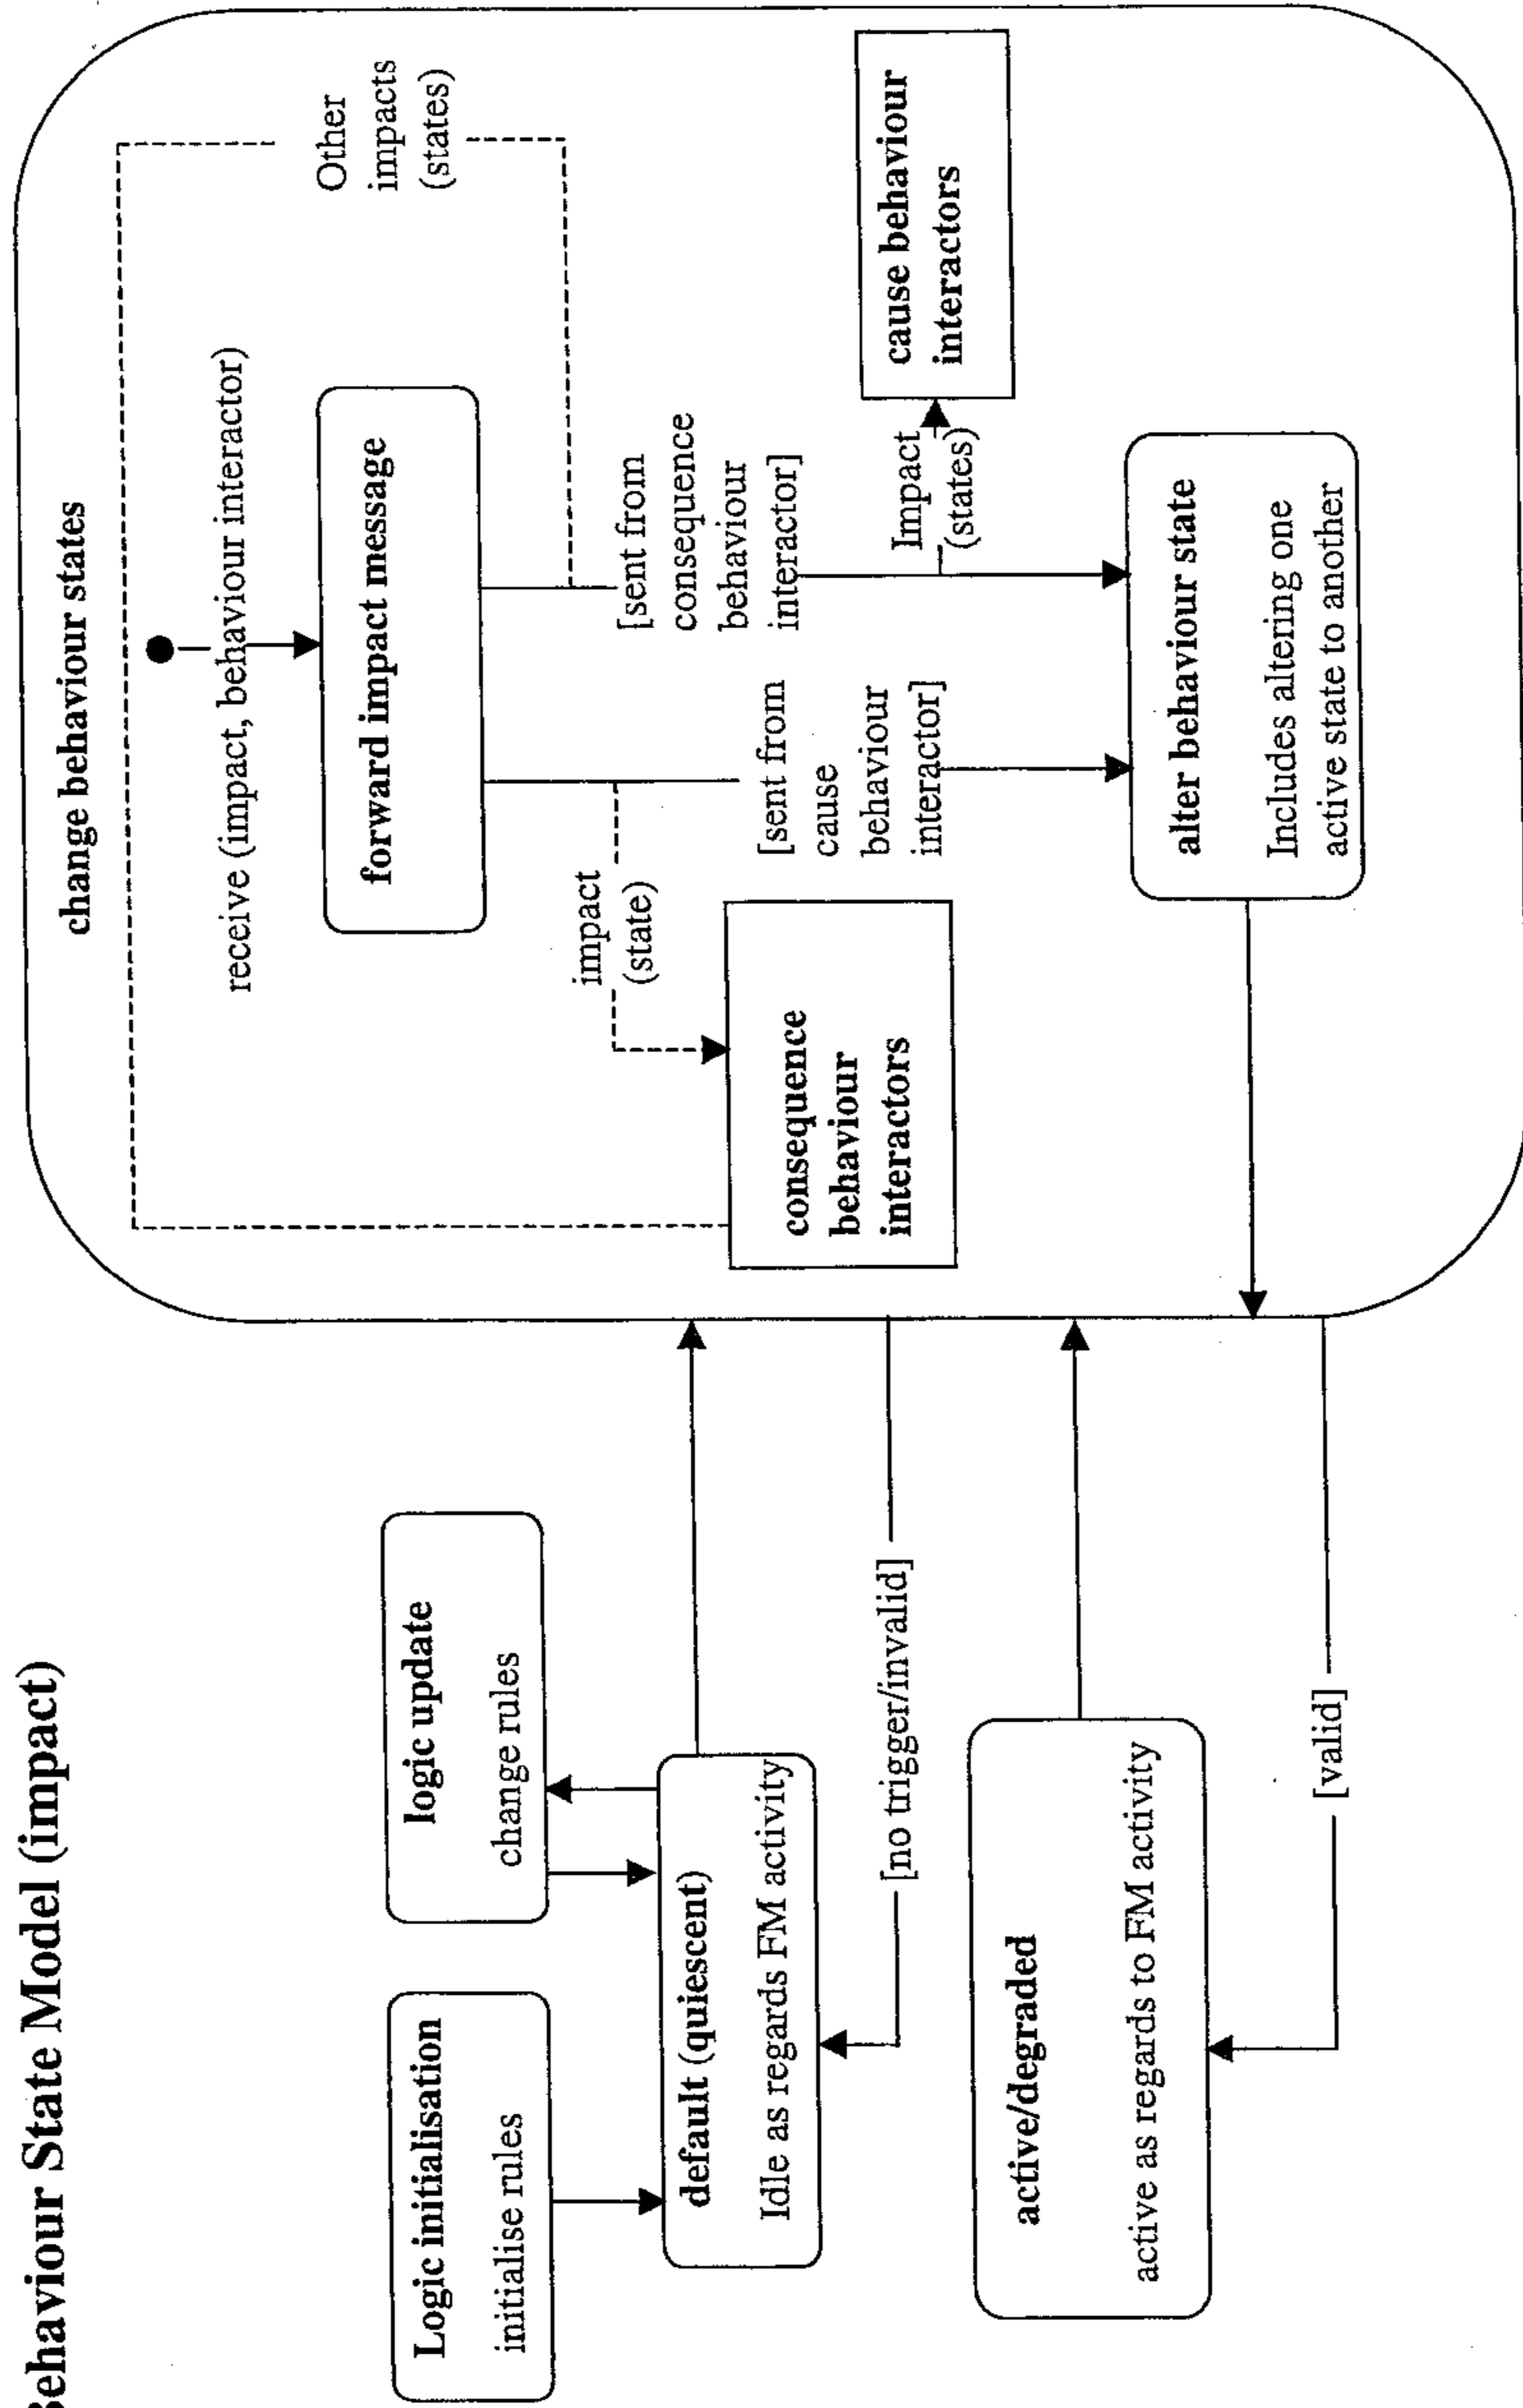 Behaviour State Model (impact)
Logic initialisation
initialise rules
logic update
change rules
default (quiescent)
Idle as regards FM activity
[no trigger/invalid]
active/degraded
active as regards to FM activity
[valid]
change behaviour states
receive (impact, behaviour interactor)
Other
impacts
(states)
forward impact message
impact
(state)
[sent from
consequence
behaviour
interactor]
[sent from
cause
behaviour
interactor]
consequence
behaviour
interactors
Impact
(states)
cause behaviour
interactors
alter behaviour state
Includes altering one
active state to another